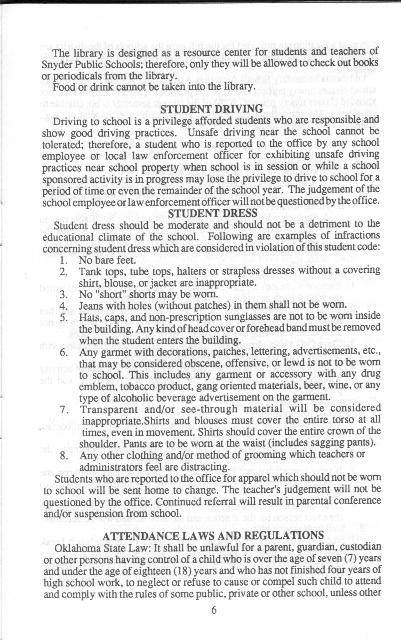 The library is designed as a resource center for students and teachers of
Snyder Public Schools; therefore, only they will be allowed to check out books
or periodicals from the library.
Food or drink cannot be taken into the library.
STUDENT DRIVING
Driving to school is a privilege afforded students who are responsible and
show good driving practices. Unsafe driving near the school cannot be
tolerated; therefore, a student who is reported to the office by any school
employee or local law enforcement officer for exhibiting unsafe driving
practices near school property when school is in session or while a school
sponsored activity is in progress may lose the privilege to drive to school for a
period of time or even the remainder of the school year. The judgement of the
school employee or law enforcement officer will not be questioned by the office.
STUDENT DRESS
Student dress should be moderate and should not be a detriment to the
educational climate of the school. Following are examples of infractions
concerning student dress which are considered in violation of this student code:
1. No bare feet.
2. Tank tops, tube tops, halters or strapless dresses without a covering
shirt, blouse, or jacket are inappropriate.
3. No "short" shorts may be worn.
4. Jeans with holes (without patches) in them shall not be worn.
5. Hats, caps, and non-prescription sunglasses are not to be worn inside
the building. Any kind of head cover or forehead band must be removed
when the student enters the building.
6. Any garmet with decorations, patches, lettering, advertisements, etc.,
that may be considered obscene, offensive, or lewd is not to be worn
to school. This includes any garment or accessory with any drug
emblem, tobacco product, gang oriented materials, beer, wine, or any
type of alcoholic beverage advertisement on the garment.
7. Transparent and/or see-through material will be considered
inappropriate.Shirts and blouses must cover the entire torso at all
times, even in movement. Shirts should cover the entire crown of the
shoulder. Pants are to be worn at the waist (includes sagging pants).
8. Any other clothing and/or method of grooming which teachers or
administrators feel are distracting.
Students who are reported to the office for apparel which should not be worn
to school will be sent home to change. The teacher's judgement will not be
questioned by the office. Continued referral will result in parental conference
and/or suspension from school.
ATTENDANCE LAWS AND REGULATIONS
Oklahoma State Law: It shall be unlawful for a parent, guardian, custodian
or other persons having control of a child who is over the age of seven (7) years
and under the age of eighteen (18) years and who has not finished four years of
high school work, to neglect or refuse to cause or compel such child to attend
and comply with the rules of some public, private or other school, unless other
6